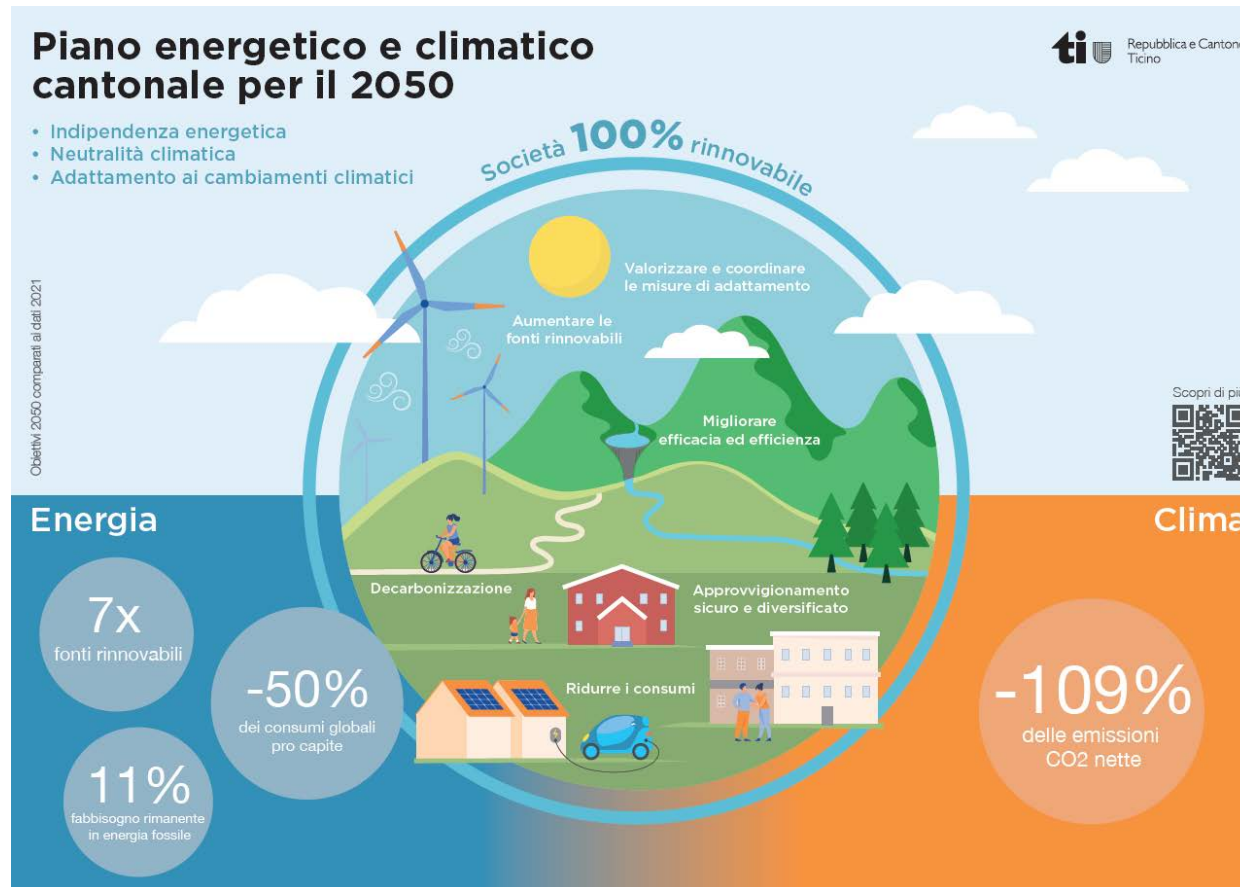 Piano energetico e climatico
cantonale per il 2050
• Indipendenza energetica
• Neutralità climatica
• Adattamento ai cambiamenti climatici
ti
Repubblica e Cantone
Ticino
Società 100% rinnovabile
Valorizzare e coordinare
le misure di adattamento
Aumentare le
fonti rinnovabili
Migliorare
efficacia ed efficienza
Obiettivi 2050 comparati ai dati 2021
Scopri di più
Energia
Clima
Decarbonizzazione
Approvvigionamento
sicuro e diversificato
Ridurre i consumi
7x
fonti rinnovabili
-50%
dei consumi globali
pro capite
11%
fabbisogno rimanente
in energia fossile
-109%
delle emissioni
CO2 nette